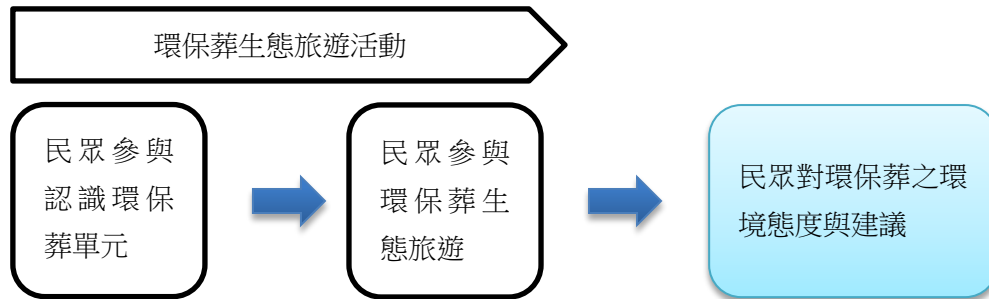 環保葬生態旅遊活動
民眾參與
認識環保
葬單元
民眾參與
環保葬生
態旅遊
民眾對環保葬之環
境態度與建議